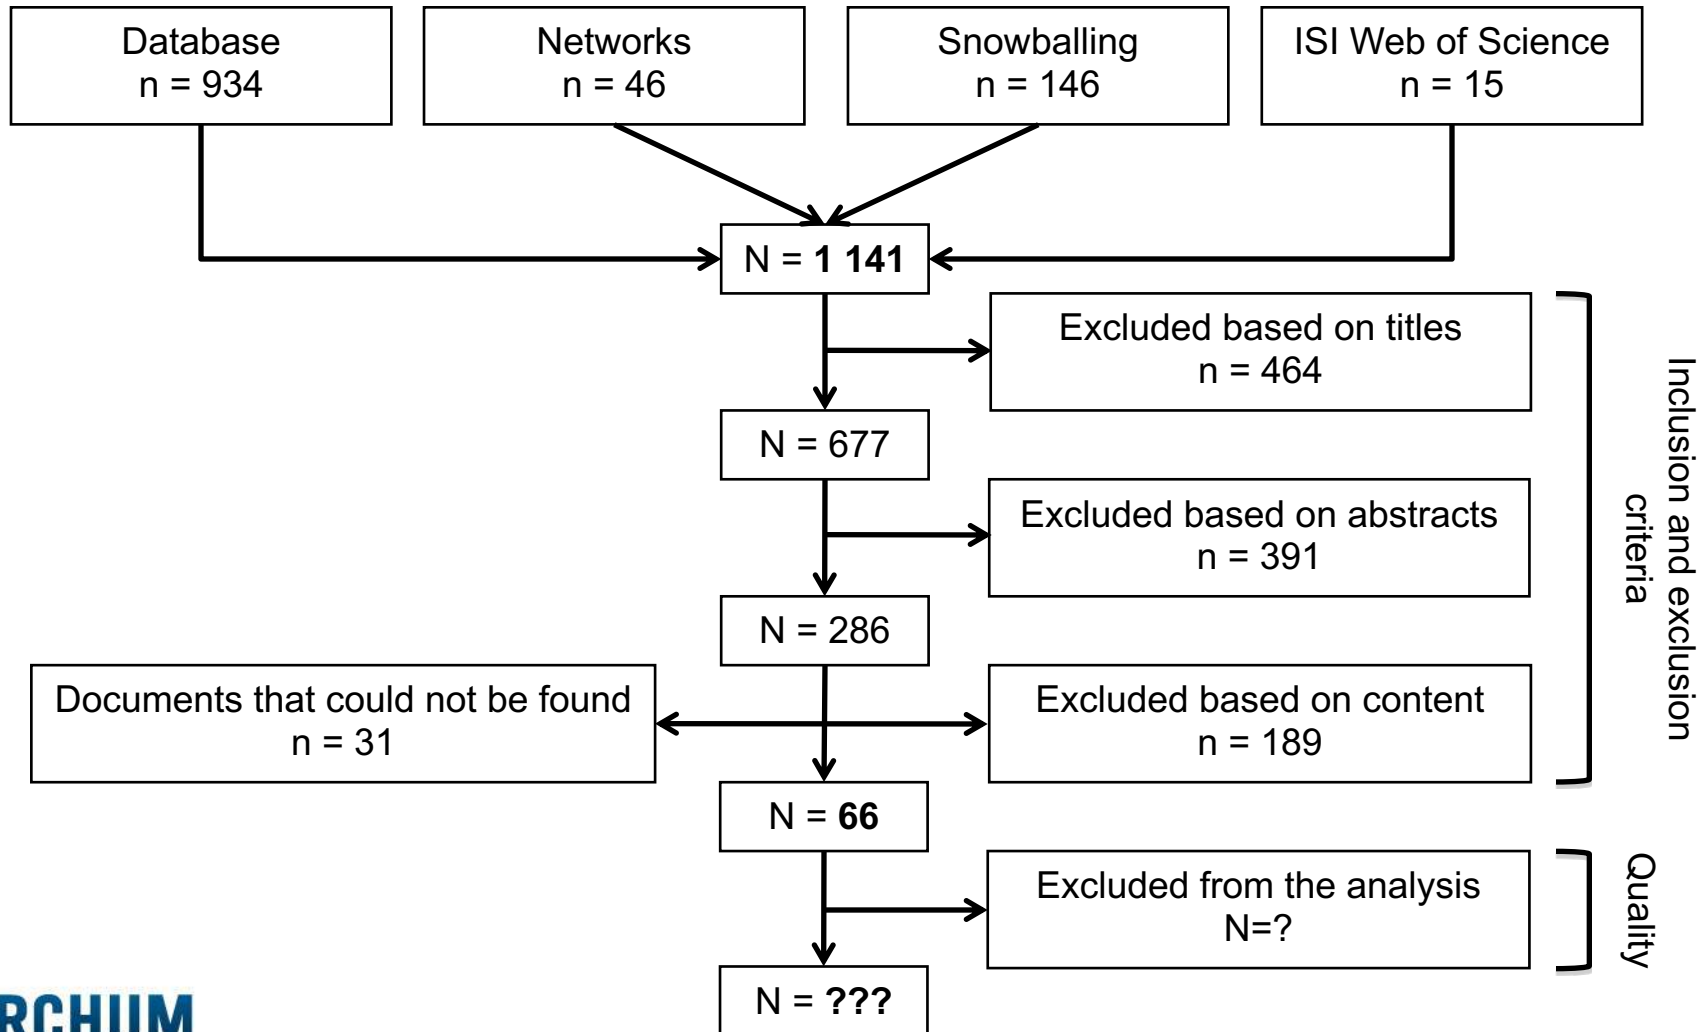 Database
n = 934
Networks
n = 46
Snowballing
n = 146
ISI Web of Science
n = 15
N = 1 141
Excluded based on titles
n = 464
N = 677
Excluded based on abstracts
n = 391
N = 286
Documents that could not be found
n = 31
Excluded based on content
n = 189
Inclusion and exclusion
criteria
N = 66
Excluded from the analysis
N=?
Quality
N = ???
RCHUM